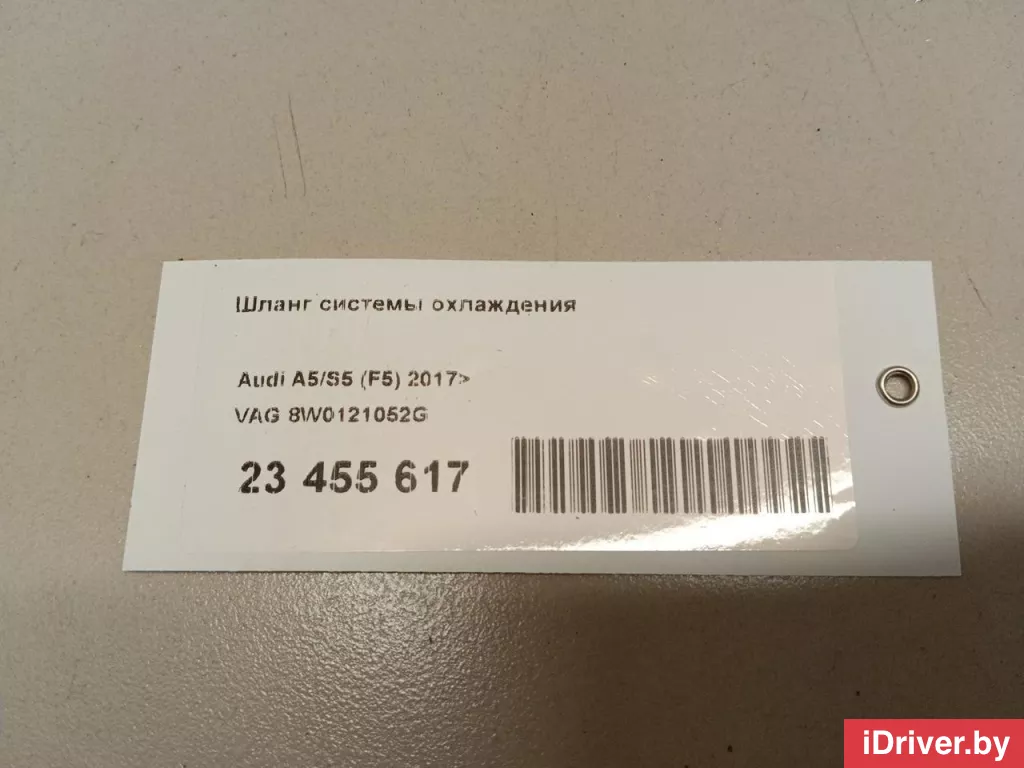 Шланг системы охлаждения
Audi A5/S5 (F5) 2017>
VAG 8W0121052G
23 455 617
iDriver.by